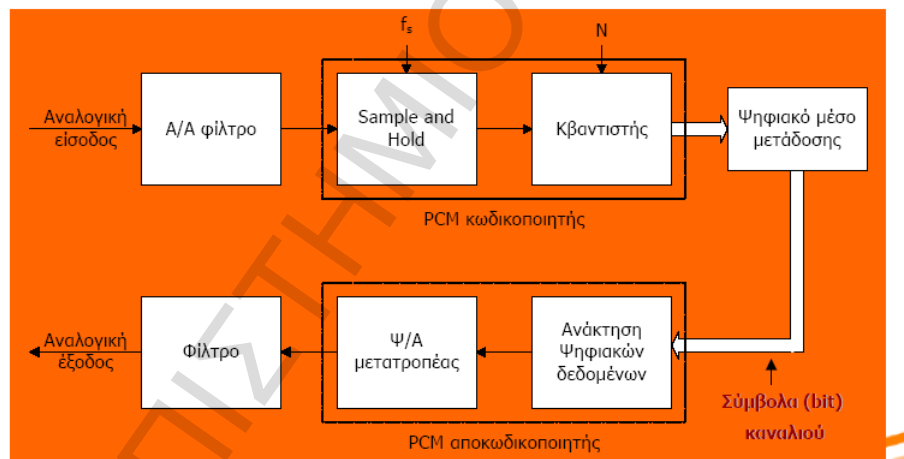 fs
N
Αναλογική
είσοδος
Α/Α φίλτρο
Sample and
Hold
Κβαντιστής
Ψηφιακό μέσο
μετάδοσης
PCM κωδικοποιητής
Αναλογική
έξοδος
Φίλτρο
Ψ/Α
μετατροπέας
Ανάκτηση
Ψηφιακών
δεδομένων
Σύμβολα (bit)
καναλιού
PCM αποκωδικοποιητής
ΠΙΣΤΗΜΙΟ